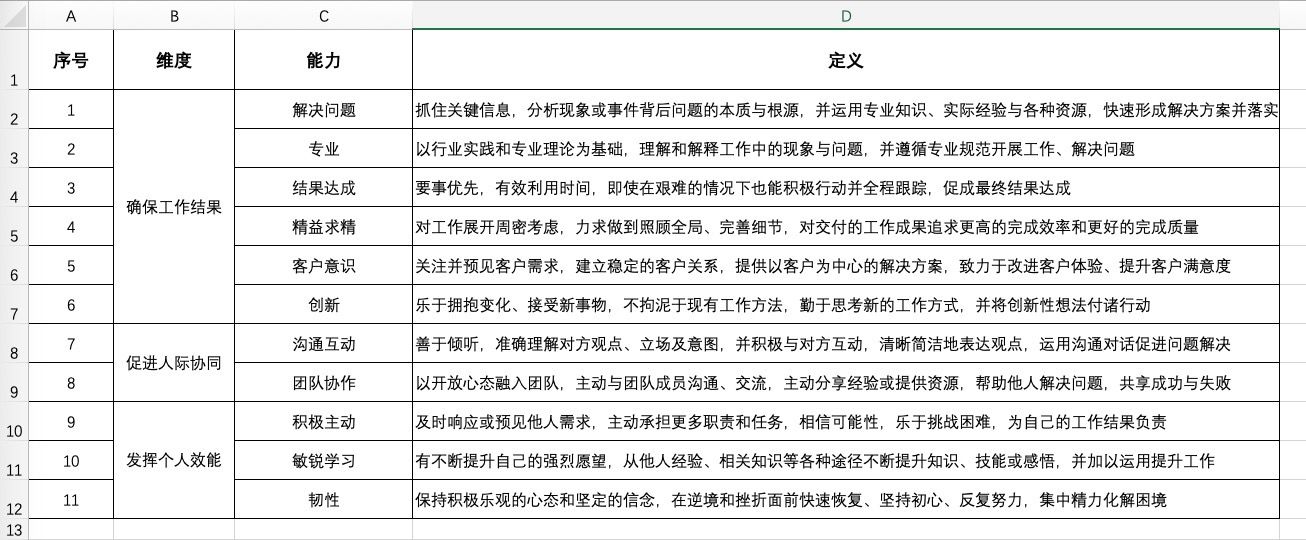 A B C D
1 序号 维度 能力 定义
2 1 解决问题 抓住关键信息，分析现象或事件背后问题的本质与根源，并运用专业知识、实际经验与各种资源，快速形成解决方案并落实
3 2 专业 以行业实践和专业理论为基础，理解和解释工作中的现象与问题，并遵循专业规范开展工作、解决问题
4 3 结果达成 要事优先，有效利用时间，即使在艰难的情况下也能积极行动并全程跟踪，促成最终结果达成
确保工作结果
5 4 精益求精 对工作展开周密考虑，力求做到照顾全局、完善细节，对交付的工作成果追求更高的完成效率和更好的完成质量
6 5 客户意识 关注并预见客户需求，建立稳定的客户关系，提供以客户为中心的解决方案，致力于改进客户体验、提升客户满意度
7 6 创新 乐于拥抱变化、接受新事物，不拘泥于现有工作方法，勤于思考新的工作方式，并将创新性想法付诸行动
8 7 沟通互动 善于倾听，准确理解对方观点、立场及意图，并积极与对方互动，清晰简洁地表达观点，运用沟通对话促进问题解决
促进人际协同
9 8 团队协作 以开放心态融入团队，主动与团队成员沟通、交流，主动分享经验或提供资源，帮助他人解决问题，共享成功与失败
10 9 积极主动 及时响应或预见他人需求，主动承担更多职责和任务，相信可能性，乐于挑战困难，为自己的工作结果负责
11 10 发挥个人效能 敏锐学习 有不断提升自己的强烈愿望，从他人经验、相关知识等各种途径不断提升知识、技能或感悟，并加以运用提升工作
12 11 韧性 保持积极乐观的心态和坚定的信念，在逆境和挫折面前快速恢复、坚持初心、反复努力，集中精力化解困境
13